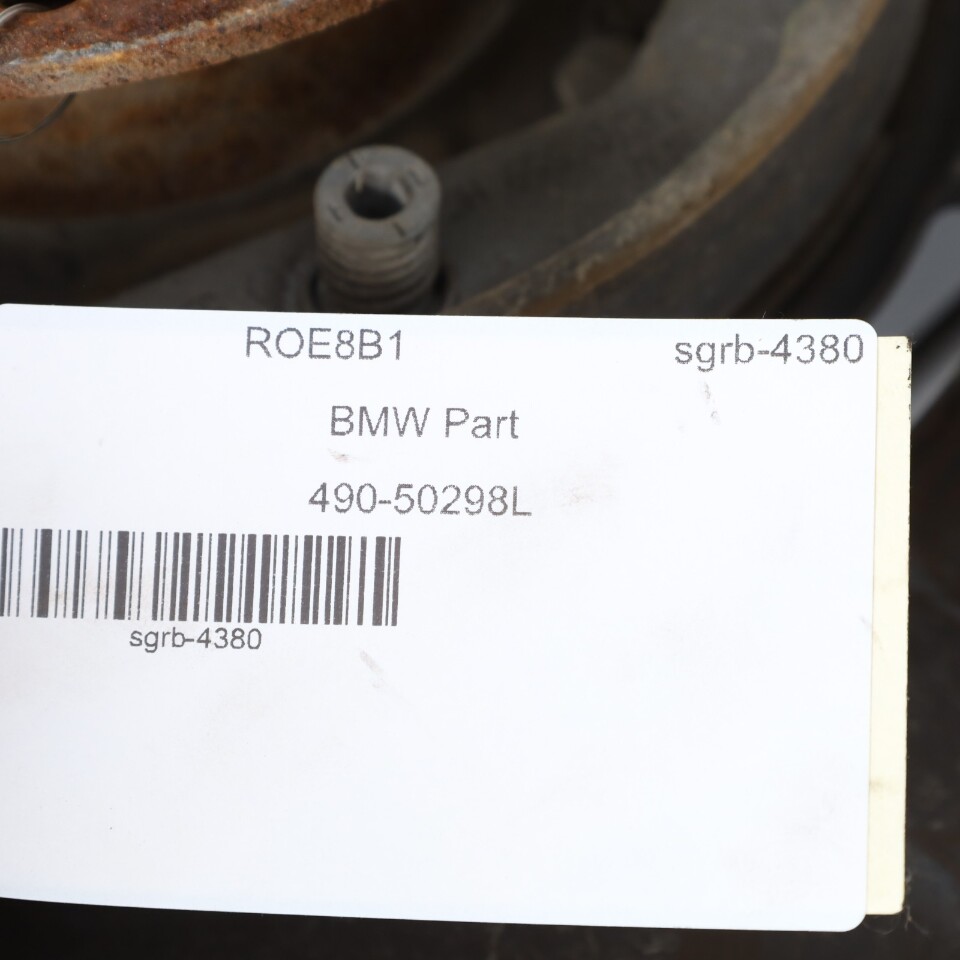 ROE8B1 sgrb-4380
BMW Part
490-50298L
sgrb-4380